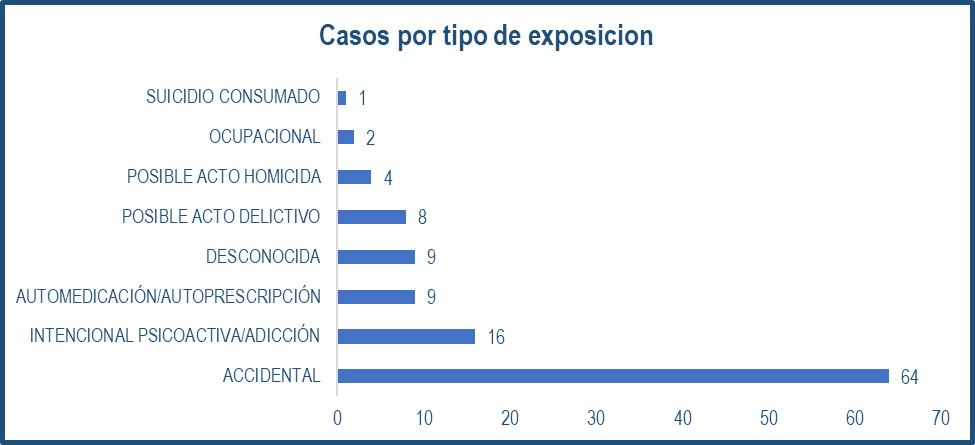 Casos por tipo de exposicion
SUICIDIO CONSUMADO 1
OCUPACIONAL 2
POSIBLE ACTO HOMICIDA 4
POSIBLE ACTO DELICTIVO 8
DESCONOCIDA 9
AUTOMEDICACIÓN/AUTOPRESCRIPCIÓN 9
INTENCIONAL PSICOACTIVA/ADICCIÓN 16
ACCIDENTAL 64
0 10 20 30 40 50 60 70